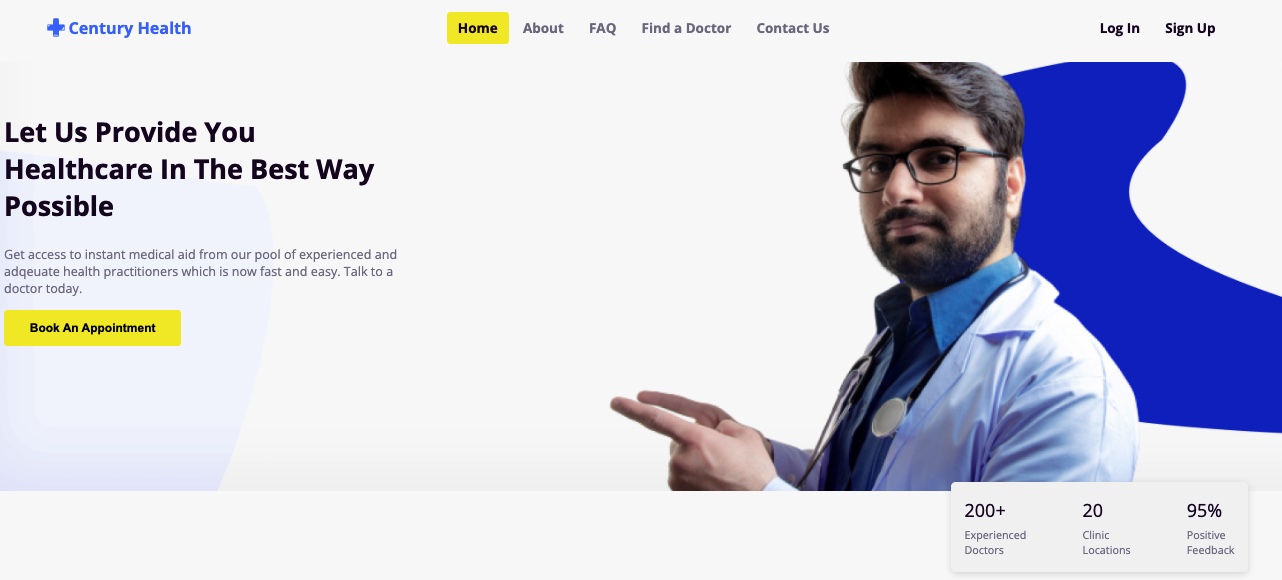 Century Health
Home About FAQ Find a Doctor Contact Us
Log In Sign Up
Let Us Provide You
Healthcare In The Best Way
Possible
Get access to instant medical aid from our pool of experienced and
adqeuate health practitioners which is now fast and easy. Talk to a
doctor today.
Book An Appointment
200+
Experienced
Doctors
20
Clinic
Locations
95%
Positive
Feedback